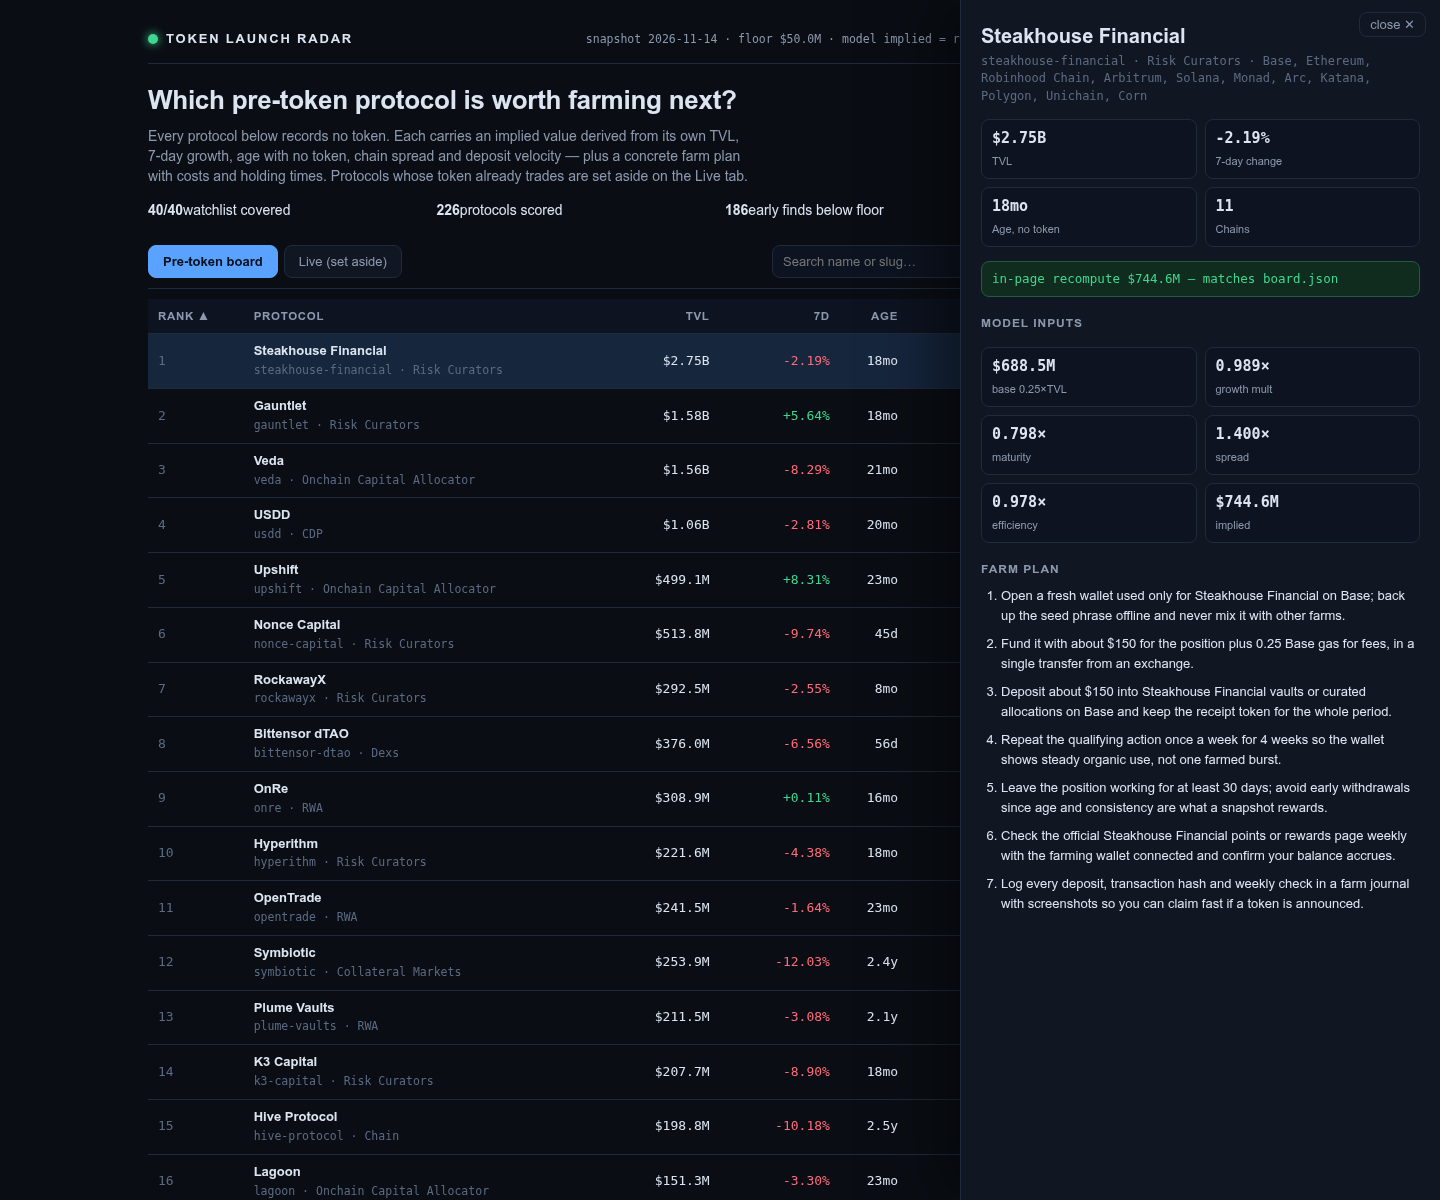 TOKEN LAUNCH RADAR
snapshot 2026-11-14 · floor $50.0M · model implied = r
Which pre-token protocol is worth farming next?
Every protocol below records no token. Each carries an implied value derived from its own TVL,
7-day growth, age with no token, chain spread and deposit velocity — plus a concrete farm plan
with costs and holding times. Protocols whose token already trades are set aside on the Live tab.
40/40watchlist covered
226protocols scored
186early finds below floor
Pre-token board
Live (set aside)
Search name or slug…
RANK ▲ PROTOCOL TVL 7D AGE
1 Steakhouse Financial $2.75B -2.19% 18mo
steakhouse-financial · Risk Curators
2 Gauntlet $1.58B +5.64% 18mo
gauntlet · Risk Curators
3 Veda $1.56B -8.29% 21mo
veda · Onchain Capital Allocator
4 USDD $1.06B -2.81% 20mo
usdd · CDP
5 Upshift $499.1M +8.31% 23mo
upshift · Onchain Capital Allocator
6 Nonce Capital $513.8M -9.74% 45d
nonce-capital · Risk Curators
7 RockawayX $292.5M -2.55% 8mo
rockawayx · Risk Curators
8 Bittensor dTAO $376.0M -6.56% 56d
bittensor-dtao · Dexs
9 OnRe $308.9M +0.11% 16mo
onre · RWA
10 Hyperithm $221.6M -4.38% 18mo
hyperithm · Risk Curators
11 OpenTrade $241.5M -1.64% 23mo
opentrade · RWA
12 Symbiotic $253.9M -12.03% 2.4y
symbiotic · Collateral Markets
13 Plume Vaults $211.5M -3.08% 2.1y
plume-vaults · RWA
14 K3 Capital $207.7M -8.90% 18mo
k3-capital · Risk Curators
15 Hive Protocol $198.8M -10.18% 2.5y
hive-protocol · Chain
16 Lagoon $151.3M -3.30% 23mo
lagoon · Onchain Capital Allocator
close ✕
Steakhouse Financial
steakhouse-financial · Risk Curators · Base, Ethereum,
Robinhood Chain, Arbitrum, Solana, Monad, Arc, Katana,
Polygon, Unichain, Corn
$2.75B
TVL
-2.19%
7-day change
18mo
Age, no token
11
Chains
in-page recompute $744.6M — matches board.json
MODEL INPUTS
$688.5M
base 0.25×TVL
0.989×
growth mult
0.798×
maturity
1.400×
spread
0.978×
efficiency
$744.6M
implied
FARM PLAN
1. Open a fresh wallet used only for Steakhouse Financial on Base; back
up the seed phrase offline and never mix it with other farms.
2. Fund it with about $150 for the position plus 0.25 Base gas for fees, in a
single transfer from an exchange.
3. Deposit about $150 into Steakhouse Financial vaults or curated
allocations on Base and keep the receipt token for the whole period.
4. Repeat the qualifying action once a week for 4 weeks so the wallet
shows steady organic use, not one farmed burst.
5. Leave the position working for at least 30 days; avoid early withdrawals
since age and consistency are what a snapshot rewards.
6. Check the official Steakhouse Financial points or rewards page weekly
with the farming wallet connected and confirm your balance accrues.
7. Log every deposit, transaction hash and weekly check in a farm journal
with screenshots so you can claim fast if a token is announced.